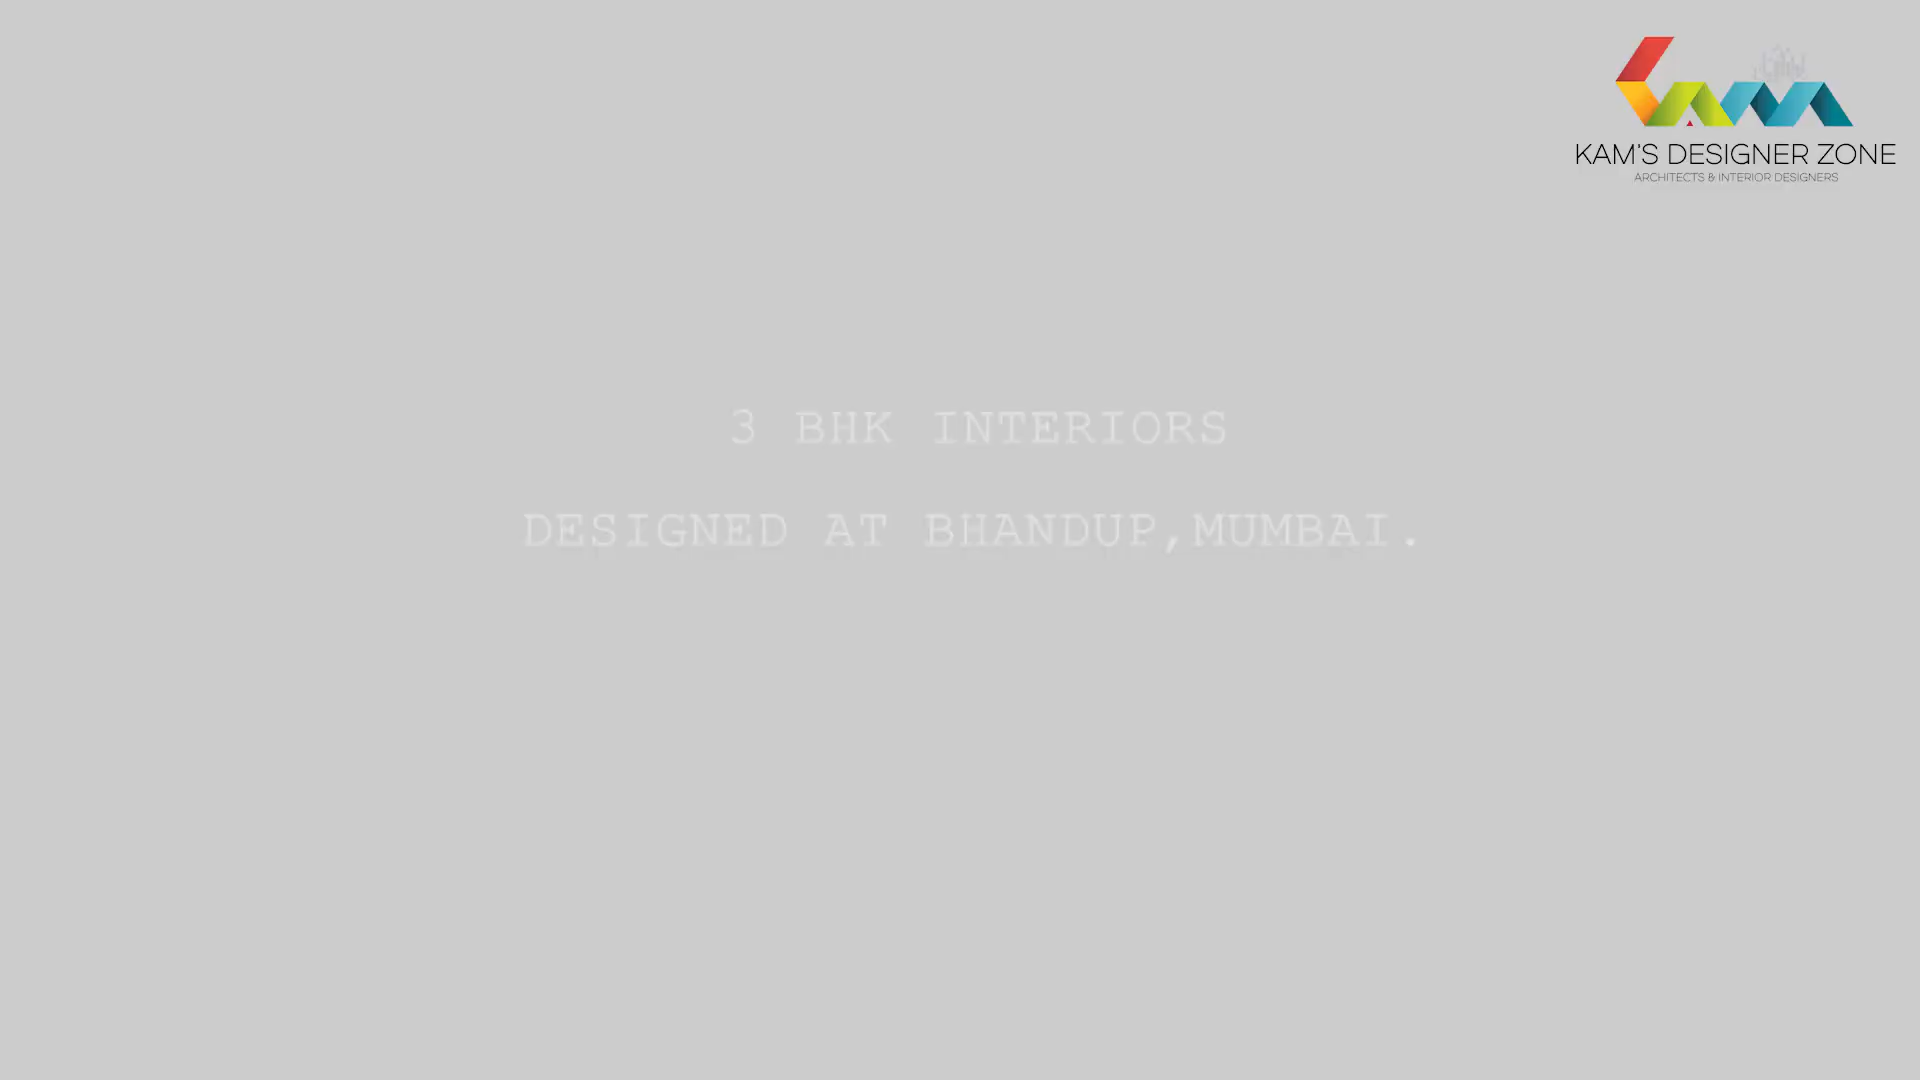 KAM'S DESIGNER ZONE
ARCHITECTS & INTERIOR DESIGNERS
3 BHK INTERIORS
DESIGNED AT BHANDUP,MUMBAI.